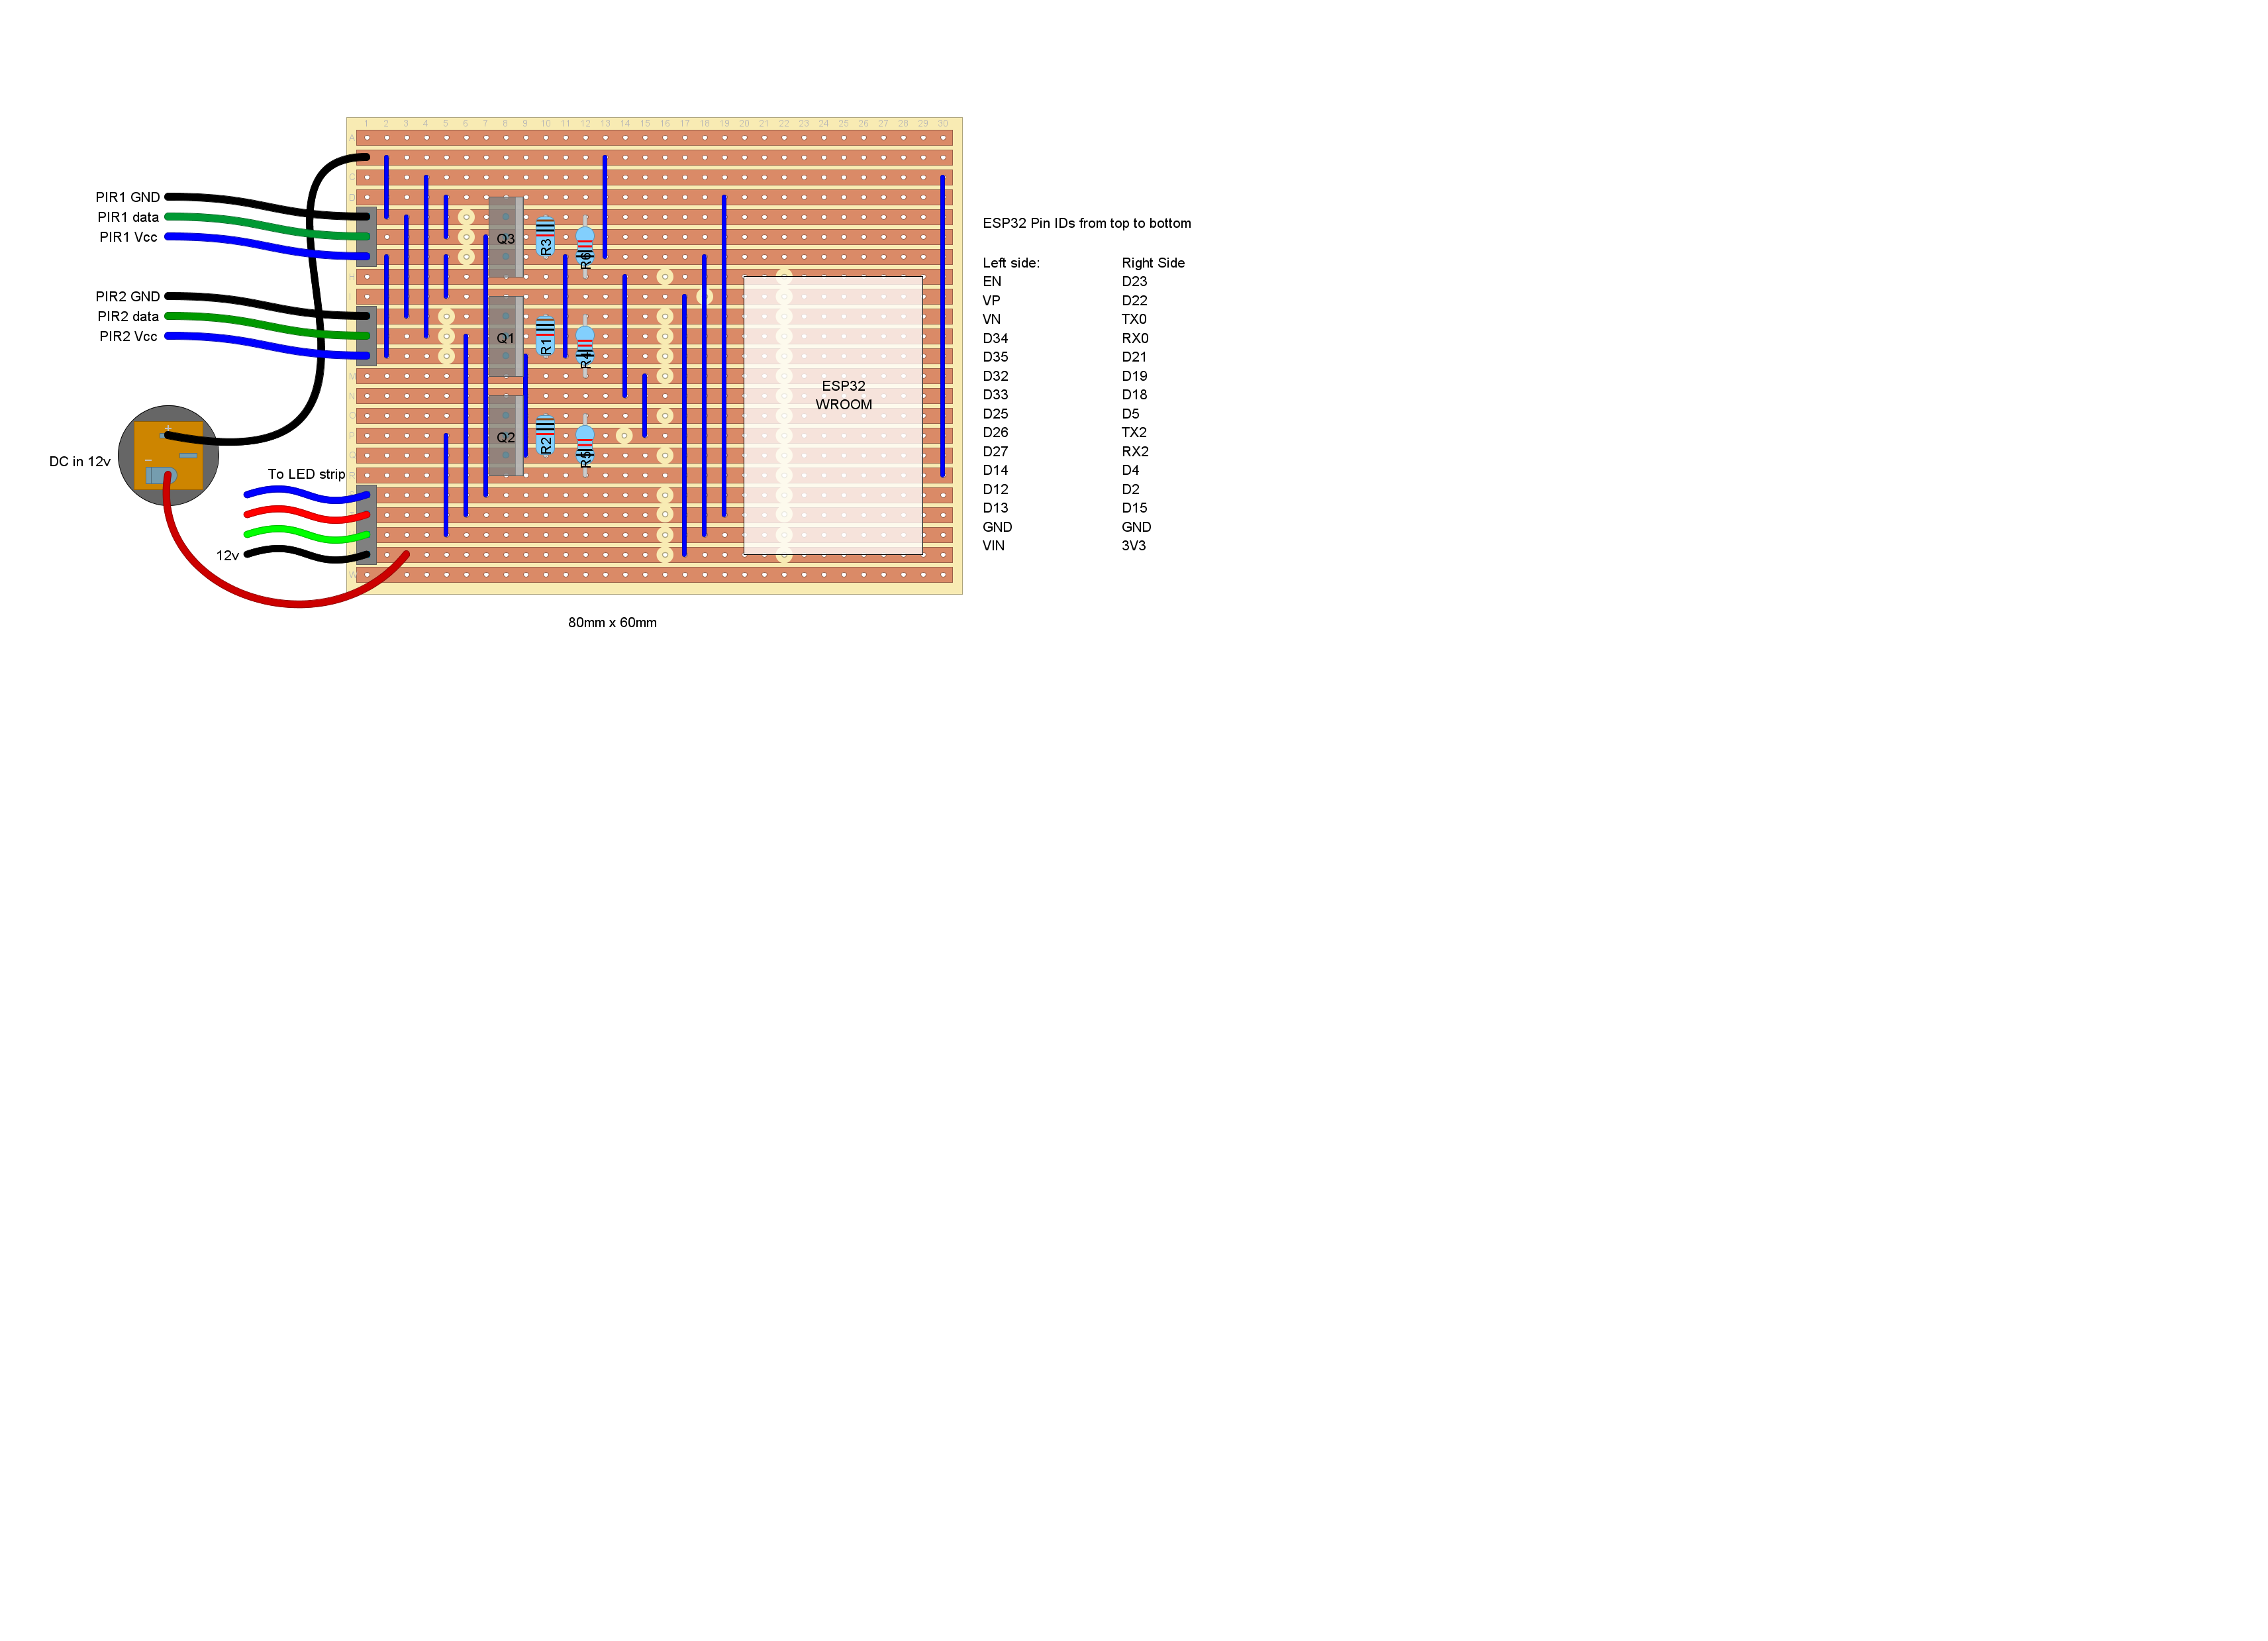 1 2 3 4 5 6 7 8 9 10 11 12 13 14 15 16 17 18 19 20 21 22 23 24 25 26 27 28 29 30
A
C
D
H
I
M
N
O
P
Q
R
W
PIR1 GND
PIR1 data
PIR1 Vcc
PIR2 GND
PIR2 data
PIR2 Vcc
DC in 12v
+
To LED strip
12v
Q3
R3
R6
Q1
R1
R4
Q2
R2
R5
ESP32
WROOM
80mm x 60mm
ESP32 Pin IDs from top to bottom
Left side: Right Side
EN D23
VP D22
VN TX0
D34 RX0
D35 D21
D32 D19
D33 D18
D25 D5
D26 TX2
D27 RX2
D14 D4
D12 D2
D13 D15
GND GND
VIN 3V3